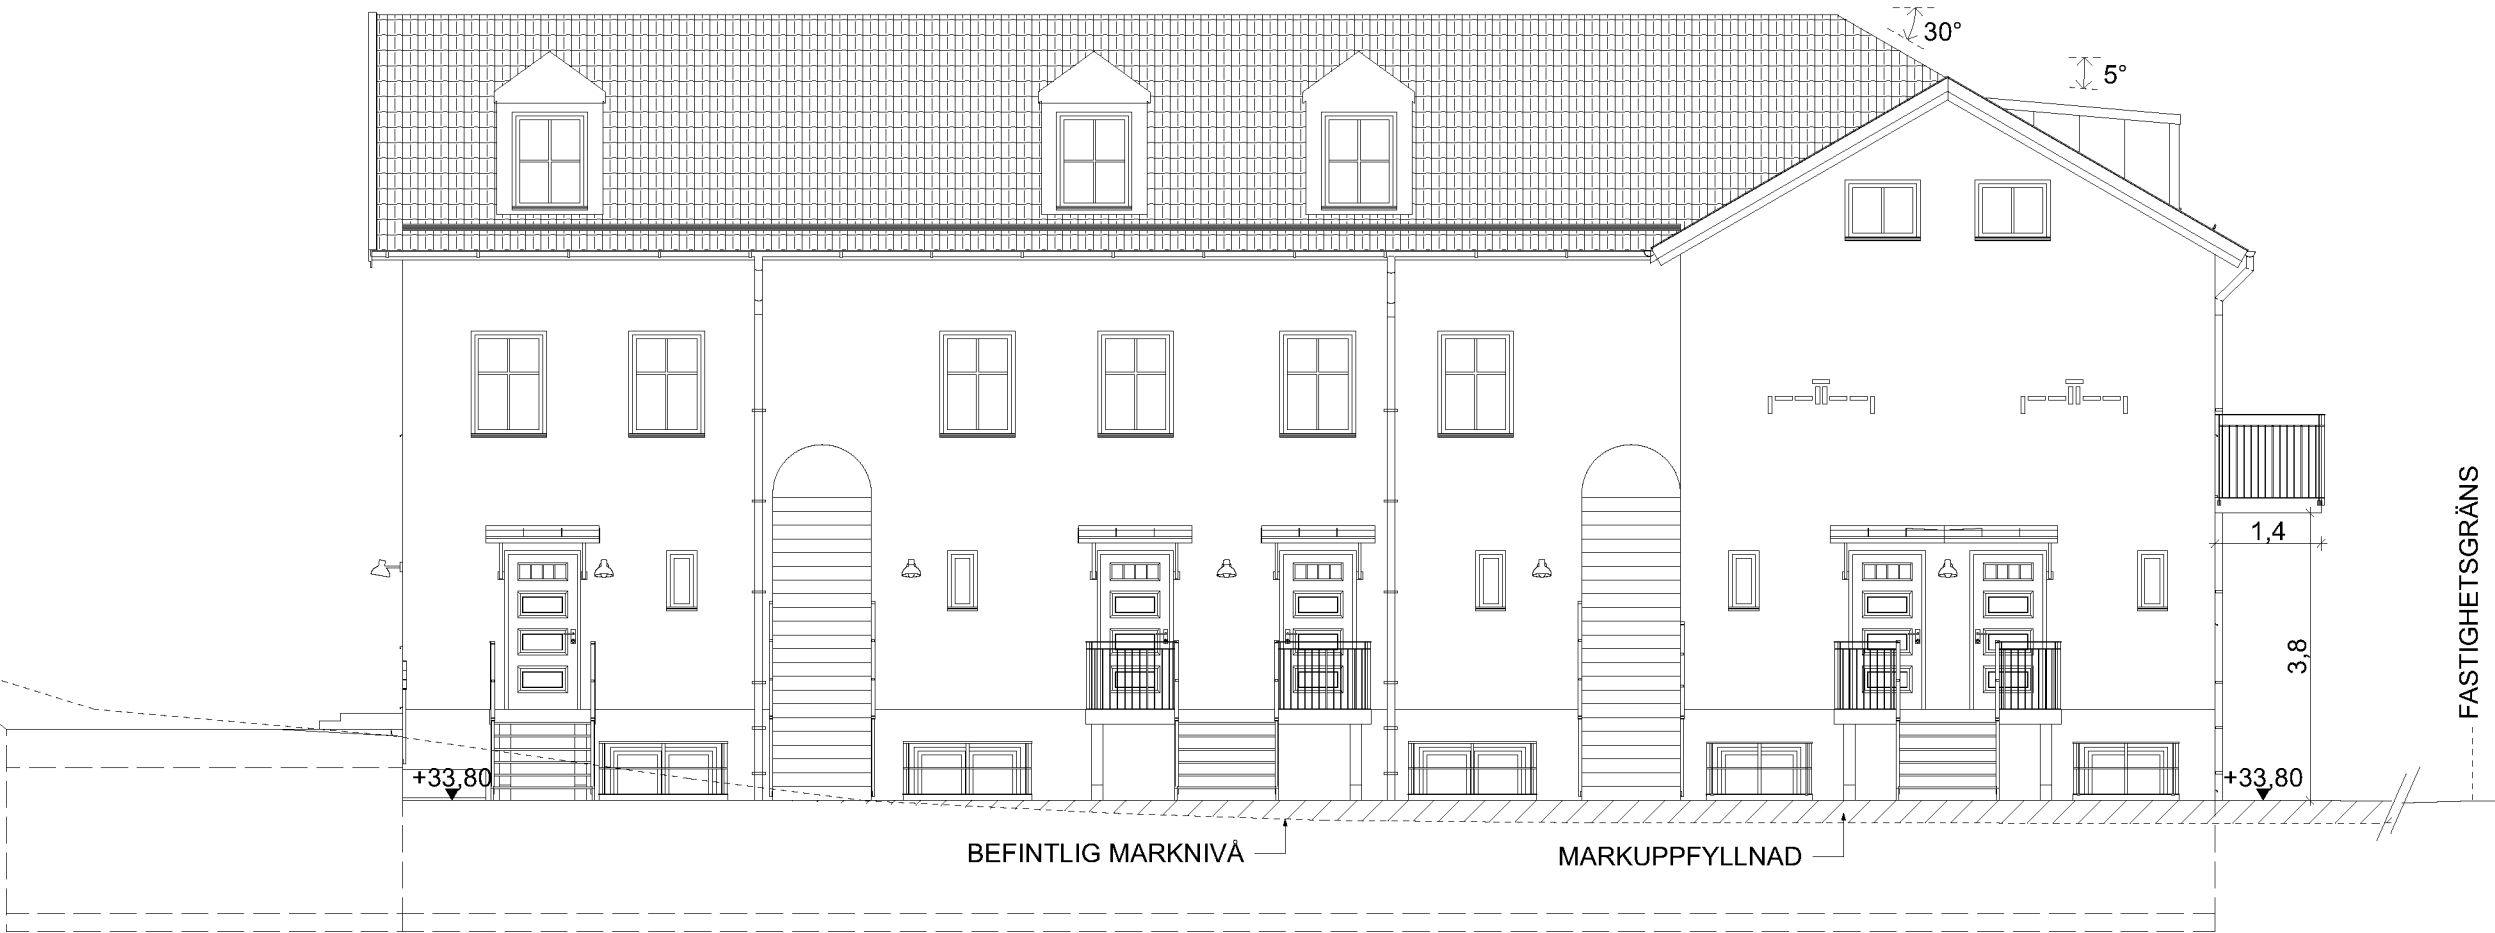 30°
5°
FASTIGHETSGRÄNS
1,4
3,8
+33,80
+33,80
BEFINTLIG MARKNIVÅ
MARKUPPFYLLNAD